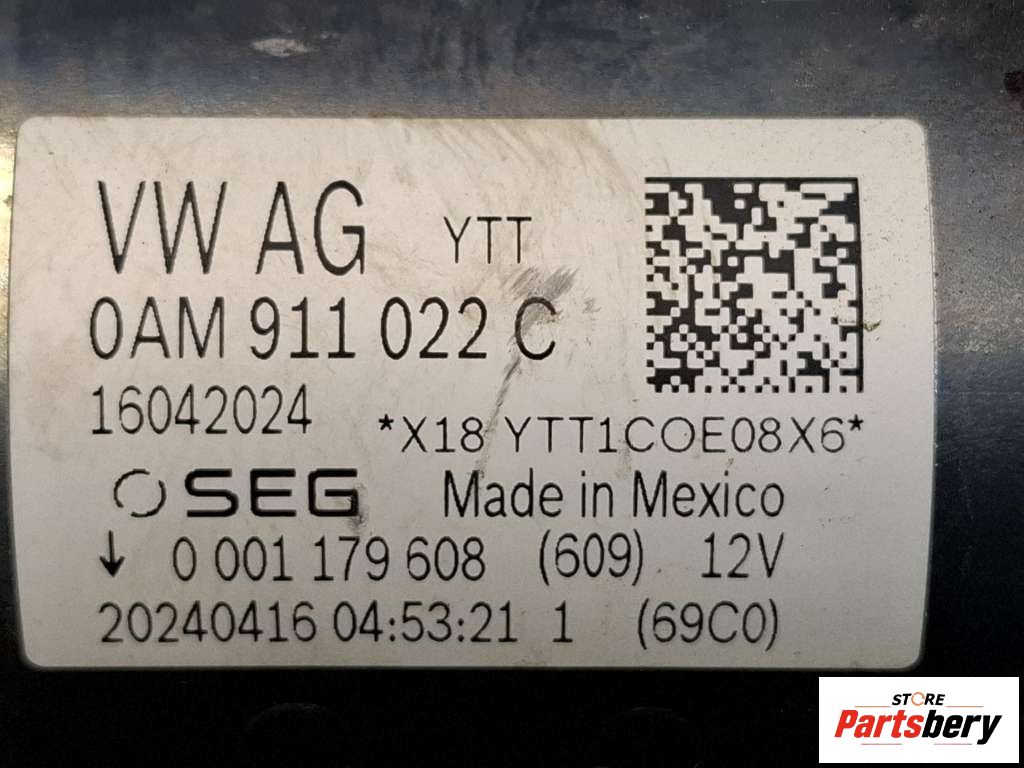 VW AG YTT
0AM 911 022 C
16042024
*X18 YTT1COE08X6*
SEG Made in Mexico
↓ 0 001 179 608 (609) 12V
20240416 04:53:21 1 (69C0)
STORE
Partsbery